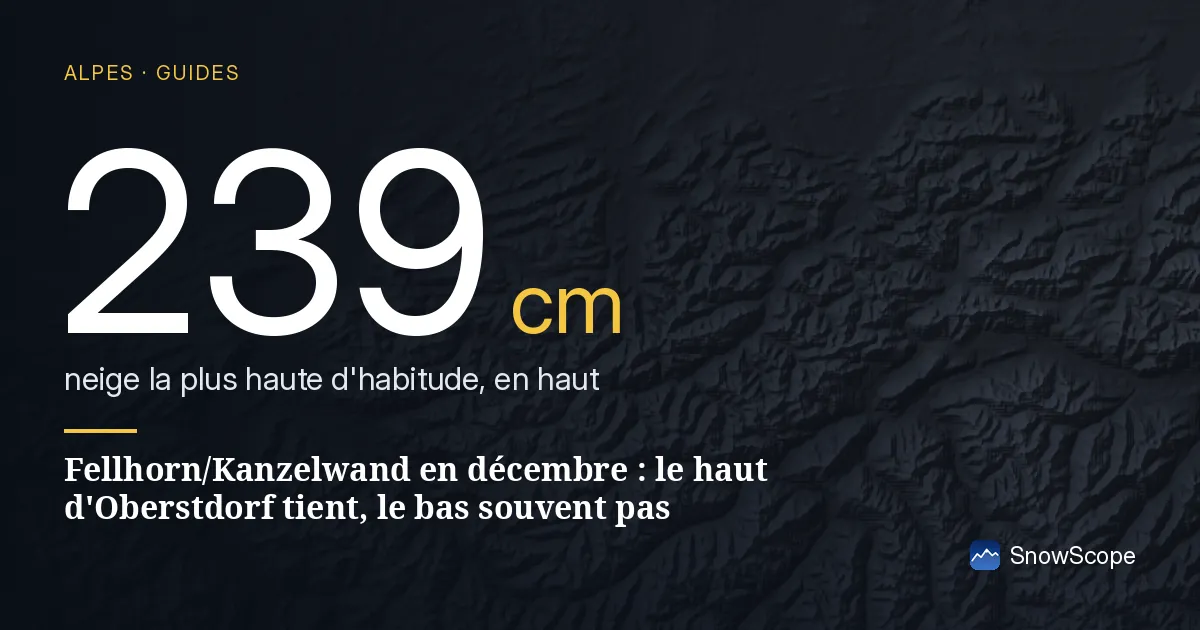 ALPES · GUIDES
239 cm
neige la plus haute d'habitude, en haut
Fellhorn/Kanzelwand en décembre : le haut
d'Oberstdorf tient, le bas souvent pas
SnowScope